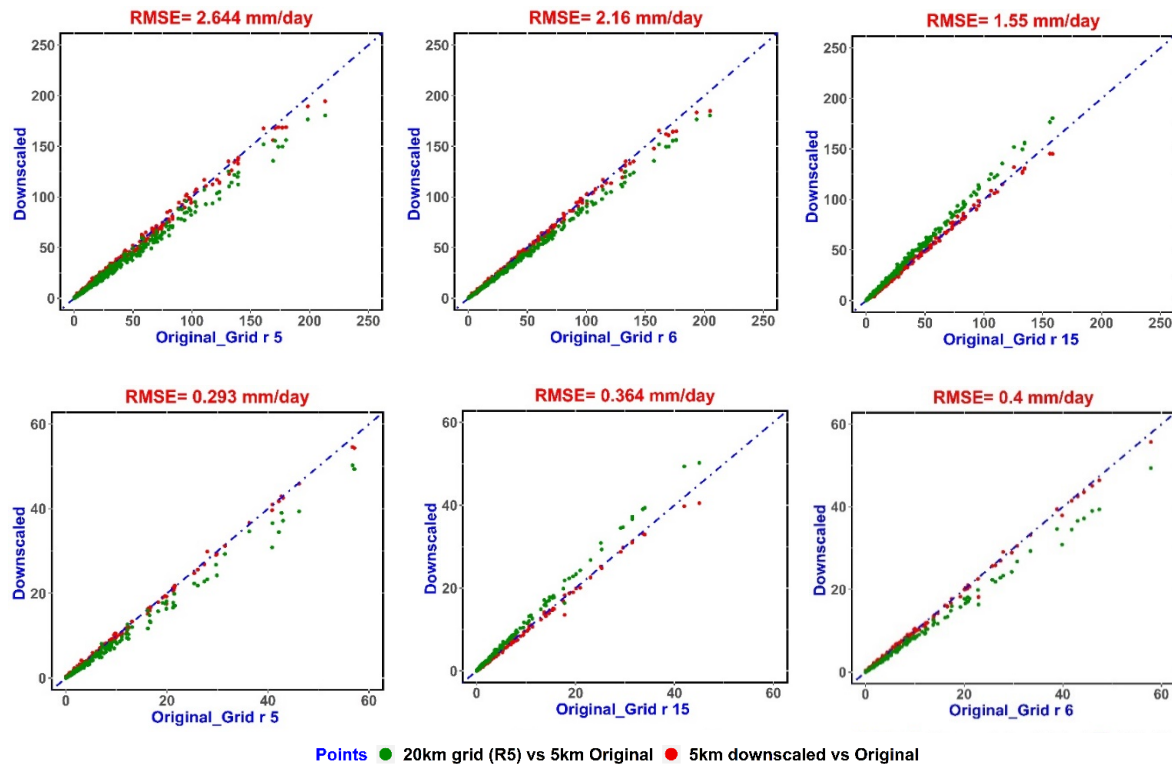 RMSE= 2.644 mm/day
250
200
150
100
50
0
Downscaled
0 50 100 150 200 250
Original_Grid r 5
RMSE= 2.16 mm/day
250
200
150
100
50
0
Downscaled
0 50 100 150 200 250
Original_Grid r 6
RMSE= 1.55 mm/day
250
200
150
100
50
0
Downscaled
0 50 100 150 200 250
Original_Grid r 15
RMSE= 0.293 mm/day
60
40
20
0
Downscaled
0 20 40 60
Original_Grid r 5
RMSE= 0.364 mm/day
60
40
20
0
Downscaled
0 20 40 60
Original_Grid r 15
RMSE= 0.4 mm/day
60
40
20
0
Downscaled
0 20 40 60
Original_Grid r 6
Points 20km grid (R5) vs 5km Original 5km downscaled vs Original